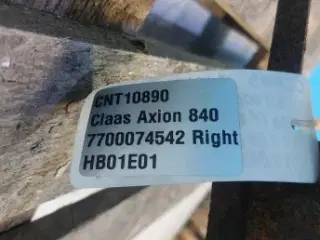 CNT10890
Claas Axion 840
7700074542 Right
HB01E01